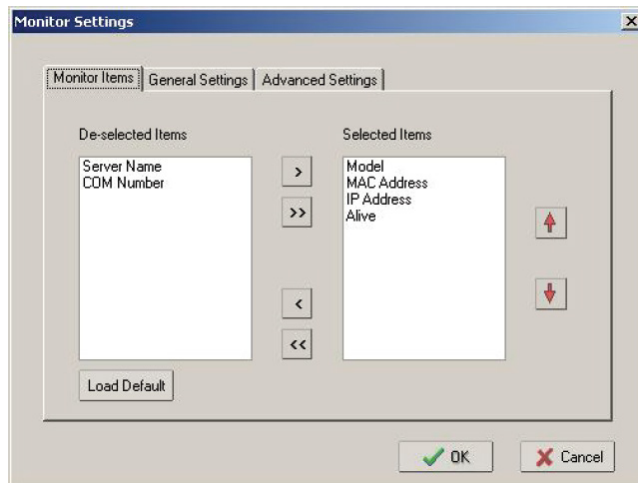 Monitor Settings
Monitor Items
General Settings
Advanced Settings
De-selected Items
Selected Items
Server Name
COM Number
>
>>
<
<<
Model
MAC Address
IP Address
Alive
Load Default
OK
Cancel